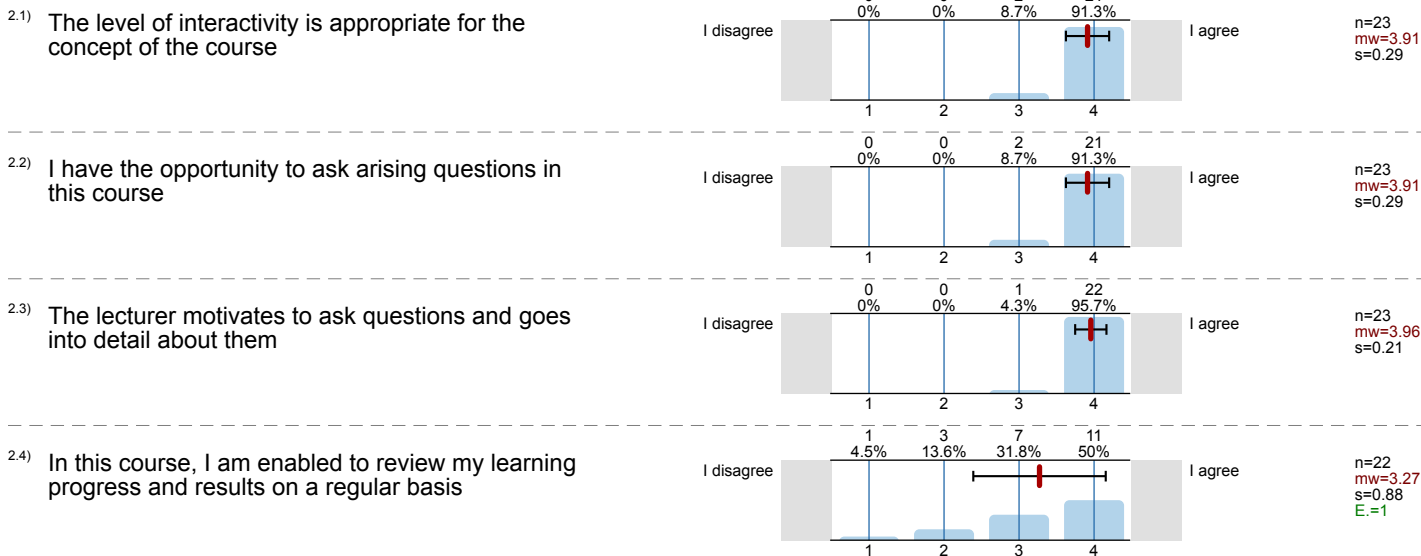 2.1) The level of interactivity is appropriate for the
concept of the course
I disagree
0% 0% 8.7% 91.3%
1 2 3 4
I agree
n=23
mw=3.91
s=0.29
2.2) I have the opportunity to ask arising questions in
this course
I disagree
0 0 2 21
0% 0% 8.7% 91.3%
1 2 3 4
I agree
n=23
mw=3.91
s=0.29
2.3) The lecturer motivates to ask questions and goes
into detail about them
I disagree
0 0 1 22
0% 0% 4.3% 95.7%
1 2 3 4
I agree
n=23
mw=3.96
s=0.21
2.4) In this course, I am enabled to review my learning
progress and results on a regular basis
I disagree
1 3 7 11
4.5% 13.6% 31.8% 50%
1 2 3 4
I agree
n=22
mw=3.27
s=0.88
E.=1